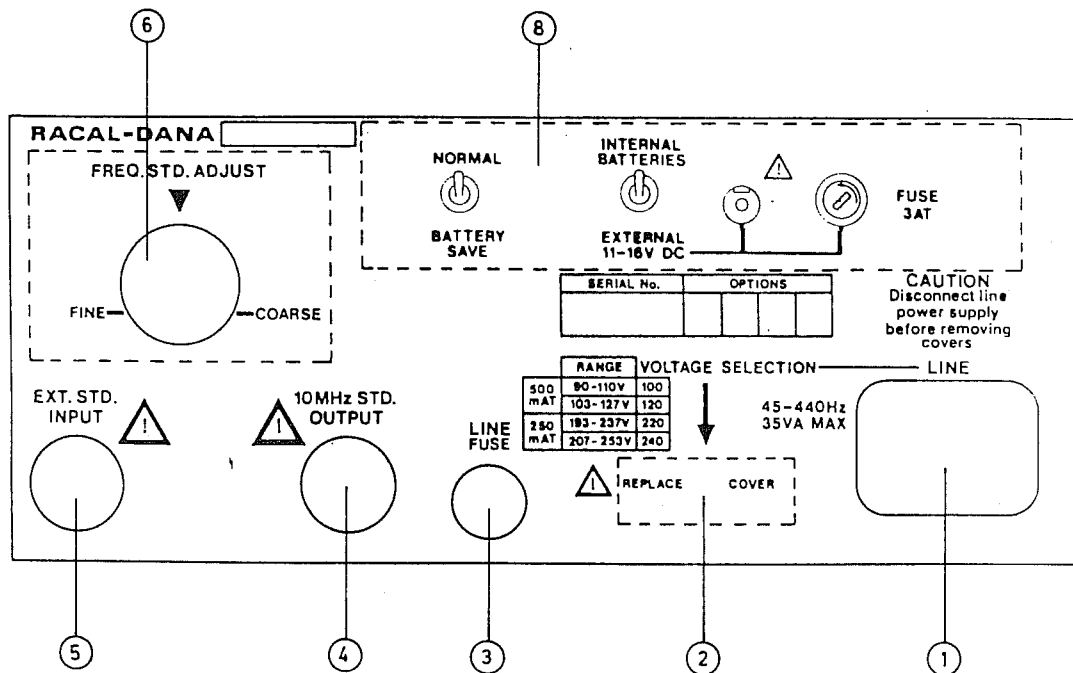 6
8
RACAL-DANA
FREQ. STD. ADJUST
FINE
COARSE
NORMAL
BATTERY
SAVE
INTERNAL
BATTERIES
EXTERNAL
11-16V DC
!
FUSE
3AT
SERIAL No.
OPTIONS
CAUTION
Disconnect line
power supply
before removing
covers
RANGE
VOLTAGE SELECTION
LINE
500 mAT
90-110V 100
103-127V 120
250 mAT
193-237V 220
207-253V 240
45-440Hz
35VA MAX
EXT. STD.
INPUT
!
!
10MHz STD.
OUTPUT
LINE
FUSE
!
REPLACE COVER
5
4
3
2
1